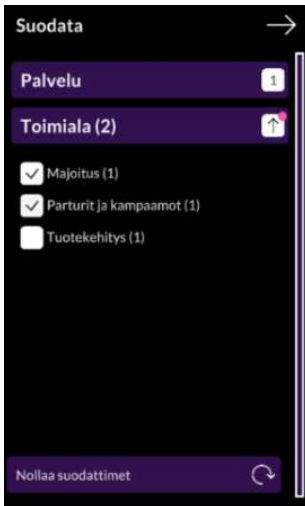 Suodata
Palvelu 1
Toimiala (2)
Majoitus (1)
Parturit ja kampaamot (1)
Tuotekehitys (1)
Nollaa suodattimet